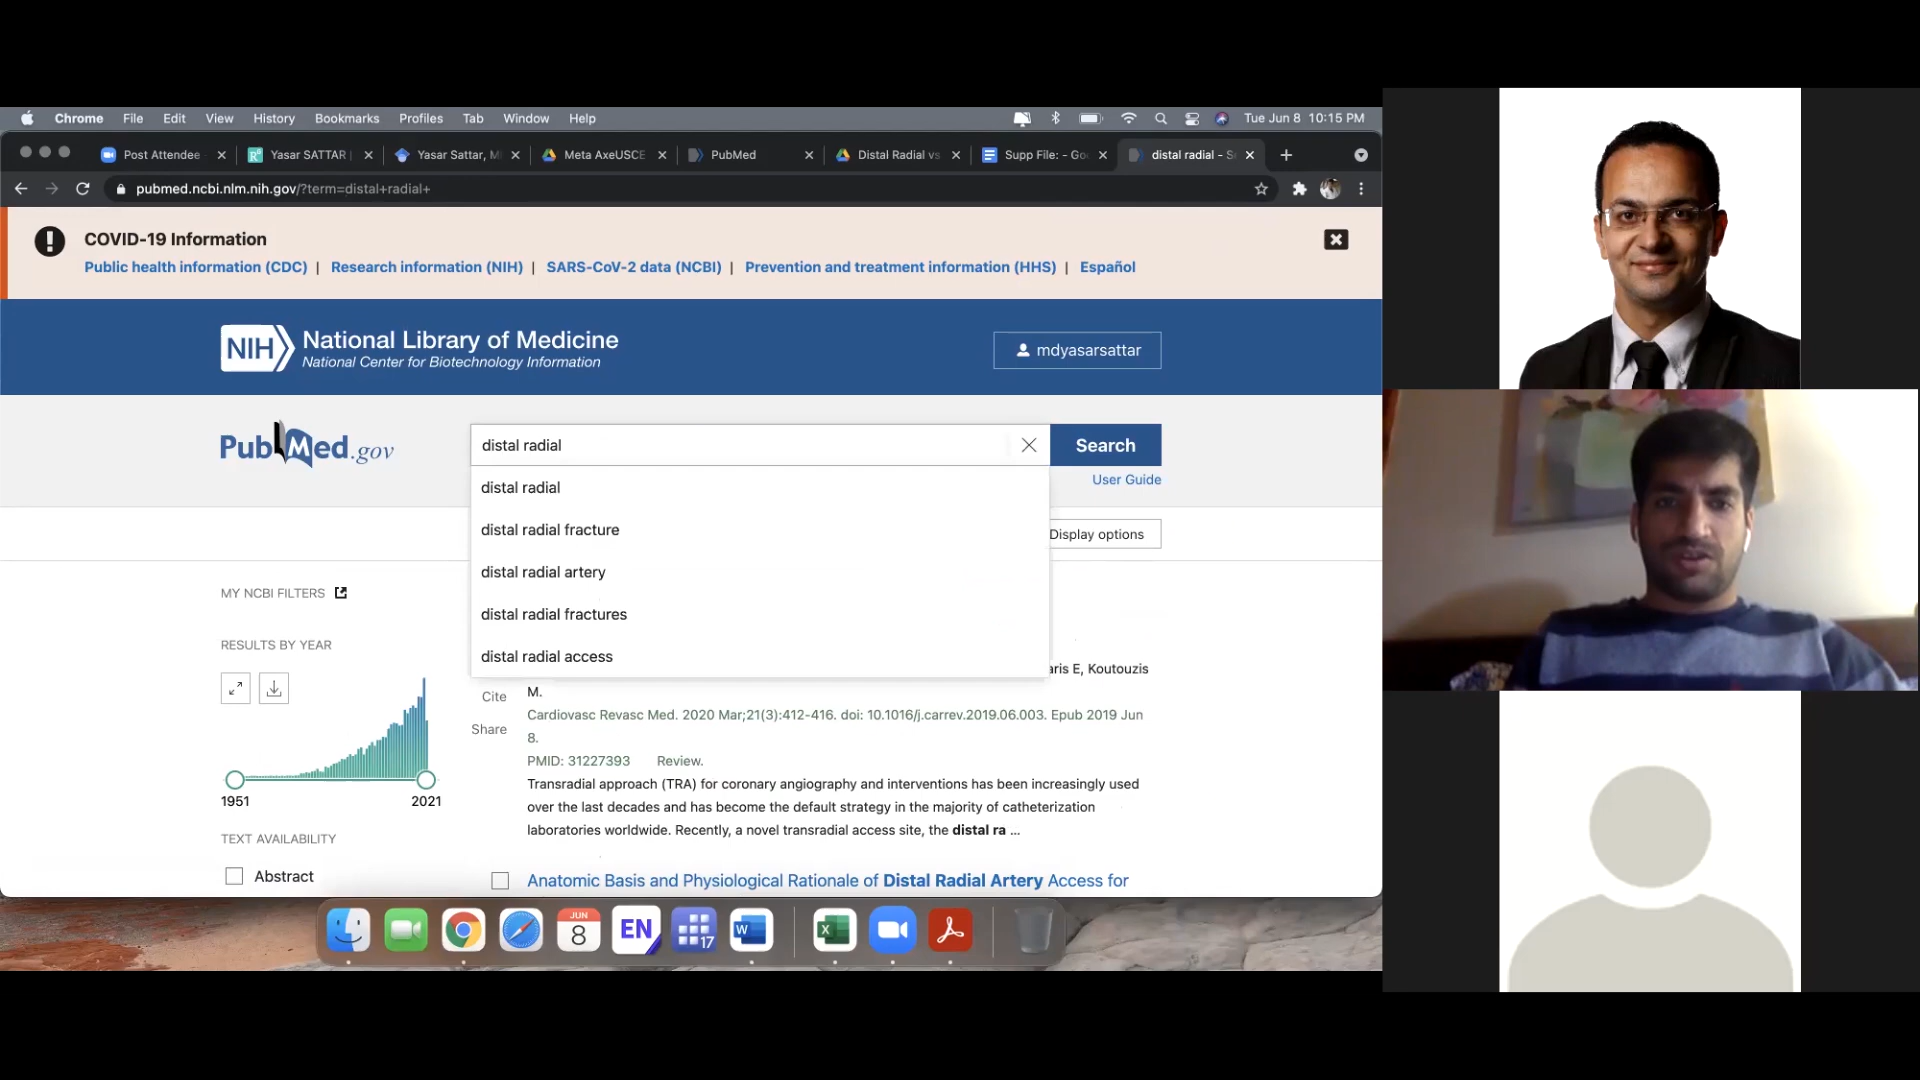 Chrome File Edit View History Bookmarks Profiles Tab Window Help Tue Jun 8 10:15 PM
Post Attendee Yasar SATTAR Yasar Sattar, M Meta AxeUSCE PubMed Distal Radial vs Supp File: - Goo distal radial - S
pubmed.ncbi.nlm.nih.gov/?term=distal+radial+
COVID-19 Information
Public health information (CDC) | Research information (NIH) | SARS-CoV-2 data (NCBI) | Prevention and treatment information (HHS) | Español
NIH National Library of Medicine
National Center for Biotechnology Information
mdyasarsattar
PubMed.gov
distal radial
Search
distal radial
User Guide
distal radial fracture
Display options
distal radial artery
distal radial fractures
distal radial access
MY NCBI FILTERS
RESULTS BY YEAR
1951 2021
TEXT AVAILABILITY
Abstract
aris E, Koutouzis
Cite
M.
Share
Cardiovasc Revasc Med. 2020 Mar;21(3):412-416. doi: 10.1016/j.carrev.2019.06.003. Epub 2019 Jun
8.
PMID: 31227393 Review.
Transradial approach (TRA) for coronary angiography and interventions has been increasingly used
over the last decades and has become the default strategy in the majority of catheterization
laboratories worldwide. Recently, a novel transradial access site, the distal ra ...
Anatomic Basis and Physiological Rationale of Distal Radial Artery Access for
JUN
8
EN
17
W
X